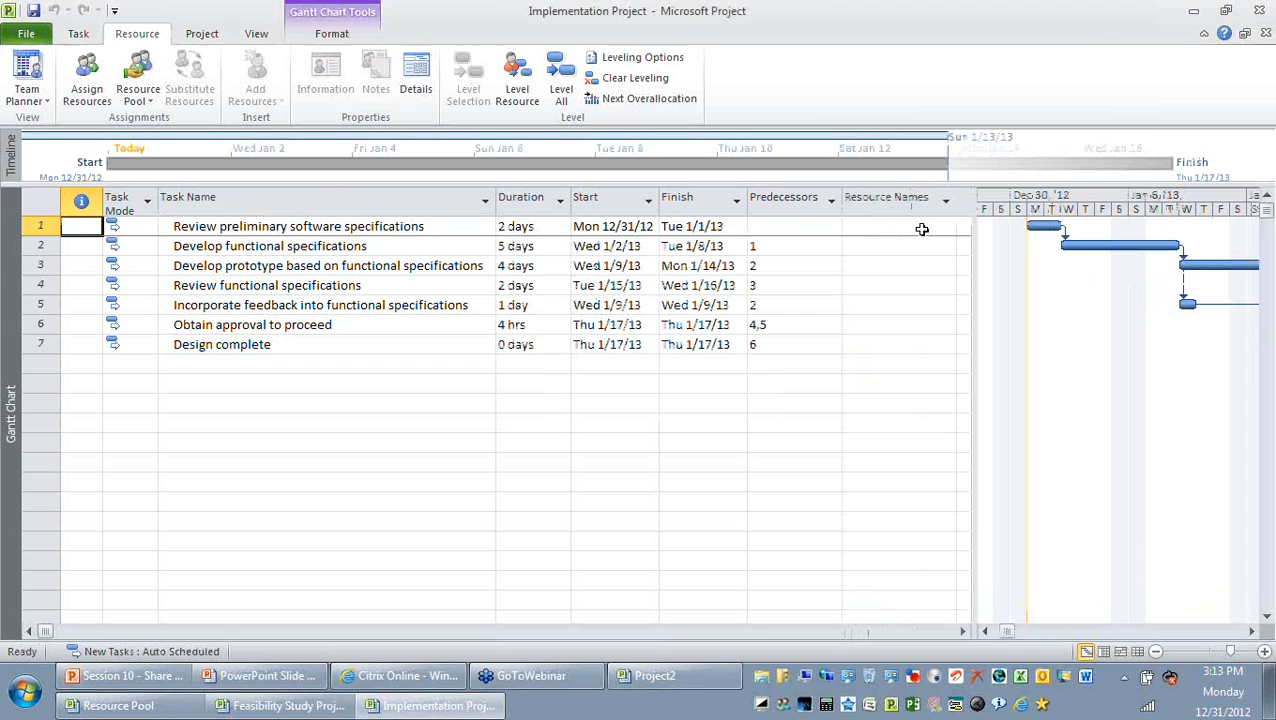 Gantt Chart Tools
Implementation Project - Microsoft Project
File Task Resource Project View Format
Team Planner
Assign Resources
Resource Pool
Substitute Resources
Add Resources
Information
Notes
Details
Level Selection
Level Resource
Level All
Leveling Options
Clear Leveling
Next Overallocation
View Assignments Insert Properties Level
Timeline
Sun 1/13/13
Today Wed Jan Fri Jan 4 Sun Jan 6 Tue Jan 8 Thu Jan 10 Sat Jan 12 Wed Jan 16
Start
Mon 12/31/12
Finish
Thu 1/17/13
Task Mode Task Name Duration Start Finish Predecessors Resource Names
Dec 30, '12 Jan 6, '13
F S S M T W T F S S M T W T F S
1 Review preliminary software specifications 2 days Mon 12/31/12 Tue 1/1/13
2 Develop functional specifications 5 days Wed 1/2/13 Tue 1/8/13 1
3 Develop prototype based on functional specifications 4 days Wed 1/9/13 Mon 1/14/13 2
4 Review functional specifications 2 days Tue 1/15/13 Wed 1/16/13 3
5 Incorporate feedback into functional specifications 1 day Wed 1/9/13 Wed 1/9/13 2
6 Obtain approval to proceed 4 hrs Thu 1/17/13 Thu 1/17/13 4,5
7 Design complete 0 days Thu 1/17/13 Thu 1/17/13 6
Gantt Chart
Ready New Tasks : Auto Scheduled
Session 10 - Share ... PowerPoint Slide ... Citrix Online - Win... GoToWebinar Project2
Resource Pool Feasibility Study Proj... Implementation Proj...
3:13 PM
Monday
12/31/2012